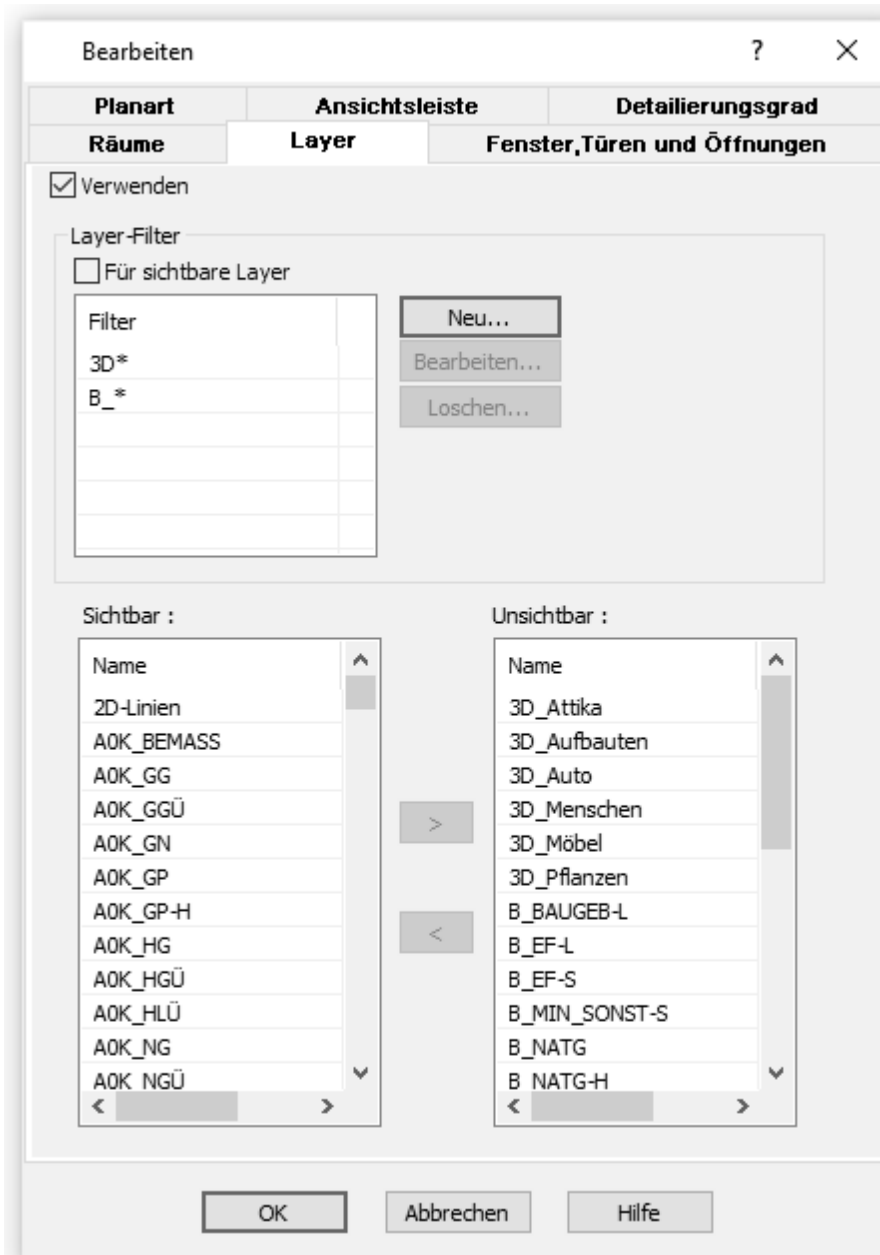 Bearbeiten ? ✕
Planart Ansichtsleiste Detailierungsgrad
Räume Layer Fenster,Türen und Öffnungen
Verwenden
Layer-Filter
Für sichtbare Layer
Filter
3D*
B_*
Neu...
Bearbeiten...
Loschen...
Sichtbar :
Name
2D-Linien
A0K_BEMASS
A0K_GG
A0K_GGÜ
A0K_GN
A0K_GP
A0K_GP-H
A0K_HG
A0K_HGÜ
A0K_HLÜ
A0K_NG
A0K_NGÜ
>
<
Unsichtbar :
Name
3D_Attika
3D_Aufbauten
3D_Auto
3D_Menschen
3D_Möbel
3D_Pflanzen
B_BAUGEB-L
B_EF-L
B_EF-S
B_MIN_SONST-S
B_NATG
B_NATG-H
OK Abbrechen Hilfe